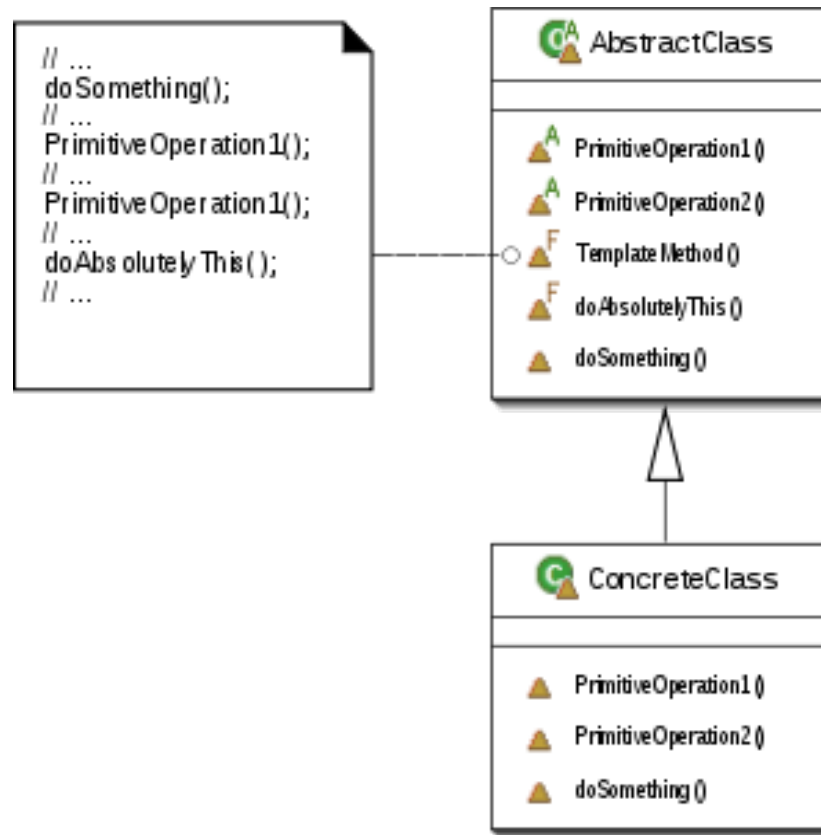 // ...
doSomething();
// ...
PrimitiveOperation1();
// ...
PrimitiveOperation1();
// ...
doAbsolutelyThis();
// ...
C A AbstractClass
A PrimitiveOperation1()
A PrimitiveOperation2()
F TemplateMethod()
F doAbsolutelyThis()
doSomething()
C ConcreteClass
PrimitiveOperation1()
PrimitiveOperation2()
doSomething()